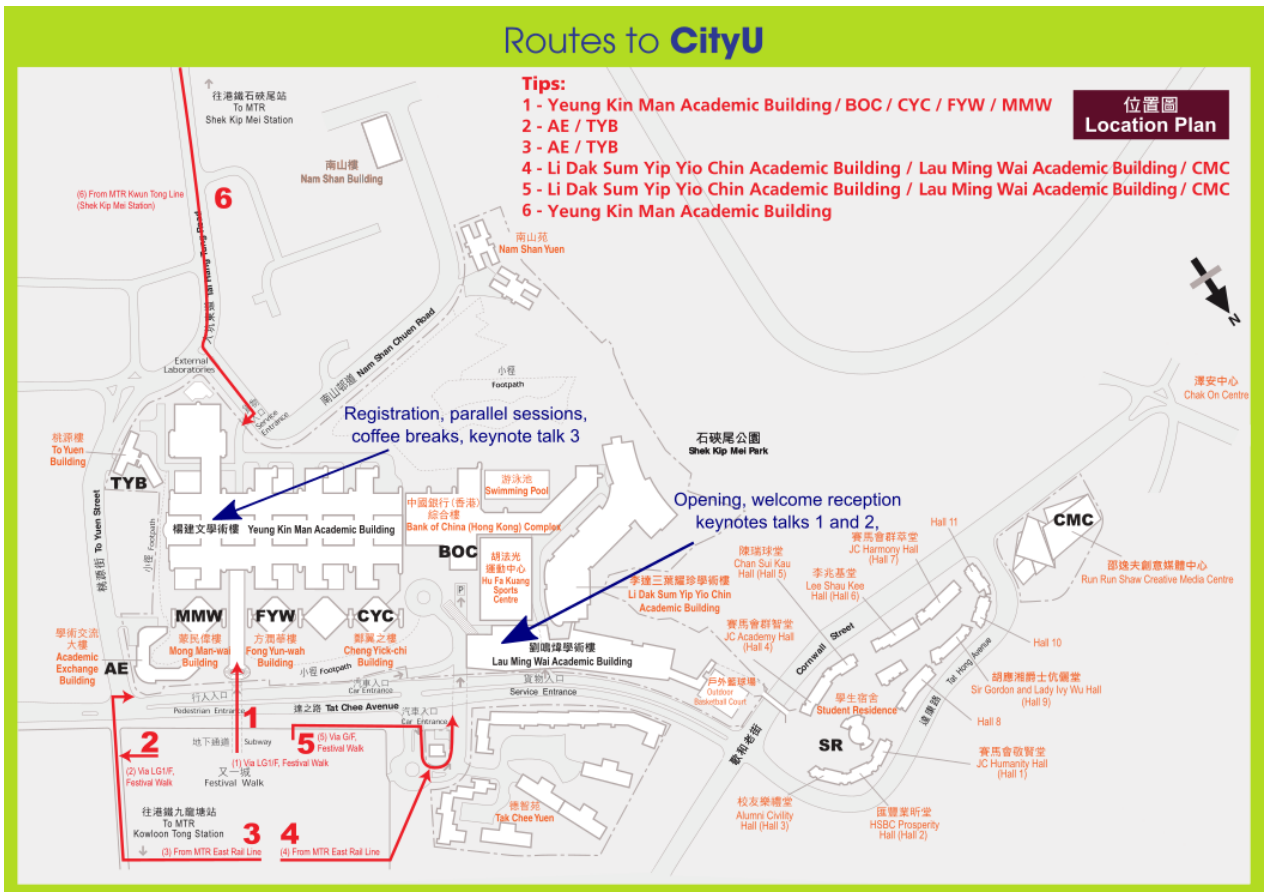 Routes to CityU
Tips:
1 - Yeung Kin Man Academic Building / BOC / CYC / FYW / MMW
2 - AE / TYB
3 - AE / TYB
4 - Li Dak Sum Yip Yio Chin Academic Building / Lau Ming Wai Academic Building / CMC
5 - Li Dak Sum Yip Yio Chin Academic Building / Lau Ming Wai Academic Building / CMC
6 - Yeung Kin Man Academic Building
位置圖
Location Plan
往港鐵石硤尾站
To MTR
Shek Kip Mei Station
南山樓
Nam Shan Building
(6) From MTR Kwun Tong Line
(Shek Kip Mei Station)
6
大坑東道 Tai Hang Tung Road
南山苑
Nam Shan Yuen
N
External
Laboratories
Service
Entrance
南山邨道 Nam Shan Chuen Road
小徑
Footpath
澤安中心
Chak On Centre
Registration, parallel sessions,
coffee breaks, keynote talk 3
石硤尾公園
Shek Kip Mei Park
桃源樓
To Yuen
Building
TYB
桃源街 To Yuen Street
小徑 Footpath
楊建文學術樓 Yeung Kin Man Academic Building
中國銀行(香港)
綜合樓
Bank of China (Hong Kong) Complex
BOC
游泳池
Swimming Pool
胡法光
運動中心
Hu Fa Kuang
Sports
Centre
P
Opening, welcome reception
keynotes talks 1 and 2,
李達三葉耀珍學術樓
Li Dak Sum Yip Yio Chin
Academic Building
劉鳴煒學術樓
Lau Ming Wai Academic Building
貨物入口
Service Entrance
MMW
蒙民偉樓
Mong Man-wai
Building
FYW
方潤華樓
Fong Yun-wah
Building
CYC
鄭翼之樓
Cheng Yick-chi
Building
學術交流
大樓
Academic
Exchange
Building
AE
小徑 Footpath
汽車入口
Car Entrance
行人入口
Pedestrian Entrance
達之路 Tat Chee Avenue
汽車入口
Car Entrance
1
地下通道 Subway
(1) Via LG1/F, Festival Walk
又一城
Festival Walk
2
(2) Via LG1/F,
Festival Walk
5
(5) Via G/F,
Festival Walk
往港鐵九龍塘站
To MTR
Kowloon Tong Station
3
(3) From MTR East Rail Line
4
(4) From MTR East Rail Line
德智苑
Tak Chee Yuen
戶外籃球場
Outdoor
Basketball Court
歌和老街
Cornwall Street
陳瑞球堂
Chan Sui Kau
Hall (Hall 5)
李兆基堂
Lee Shau Kee
Hall (Hall 6)
賽馬會群萃堂
JC Harmony Hall
(Hall 7)
Hall 11
賽馬會群智堂
JC Academy Hall
(Hall 4)
CMC
邵逸夫創意媒體中心
Run Run Shaw Creative Media Centre
Hall 10
胡應湘爵士伉儷堂
Sir Gordon and Lady Ivy Wu Hall
(Hall 9)
達康路
Tat Hong Avenue
Hall 8
學生宿舍
Student Residence
SR
賽馬會敬賢堂
JC Humanity Hall
(Hall 1)
校友樂禮堂
Alumni Civility
Hall (Hall 3)
匯豐業昕堂
HSBC Prosperity
Hall (Hall 2)